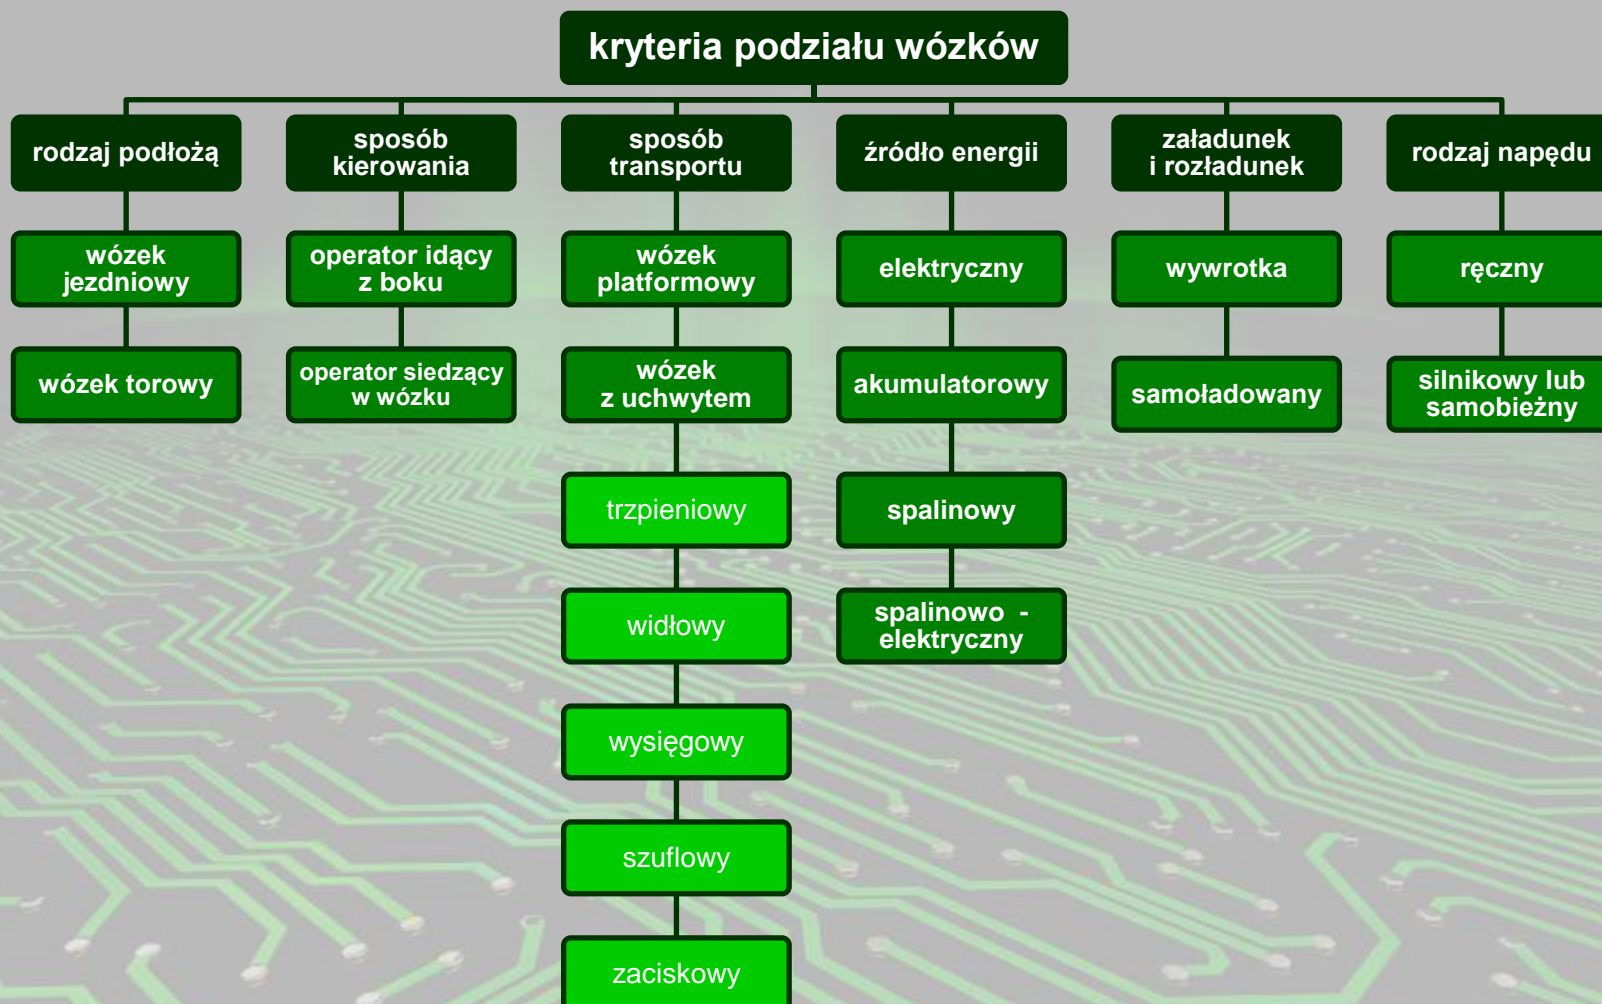 kryteria podziału wózków
rodzaj podłożą
wózek
jezdniowy
wózek torowy
sposób
kierowania
operator idący
z boku
operator siedzący
w wózku
sposób
transportu
wózek
platformowy
wózek
z uchwytem
trzpieniowy
widłowy
wysięgowy
szuflowy
zaciskowy
źródło energii
elektryczny
akumulatorowy
spalinowy
spalinowo -
elektryczny
załadunek
i rozładunek
wywrotka
samoładowany
rodzaj napędu
ręczny
silnikowy lub
samobieżny